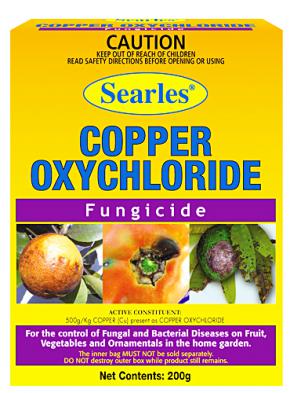 COPPER OXYCHLORIDE
Fungicide
CAUTION
KEEP OUT OF REACH OF CHILDREN
READ SAFETY DIRECTIONS BEFORE OPENING OR USING
Searles®
COPPER
OXYCHLORIDE
Fungicide
ACTIVE CONSTITUENT:
500g/Kg COPPER (Cu) present as COPPER OXYCHLORIDE
For the control of Fungal and Bacterial Diseases on Fruit,
Vegetables and Ornamentals in the home garden.
The inner bag MUST NOT be sold separately.
DO NOT destroy outer box while product still remains.
Net Contents: 200g